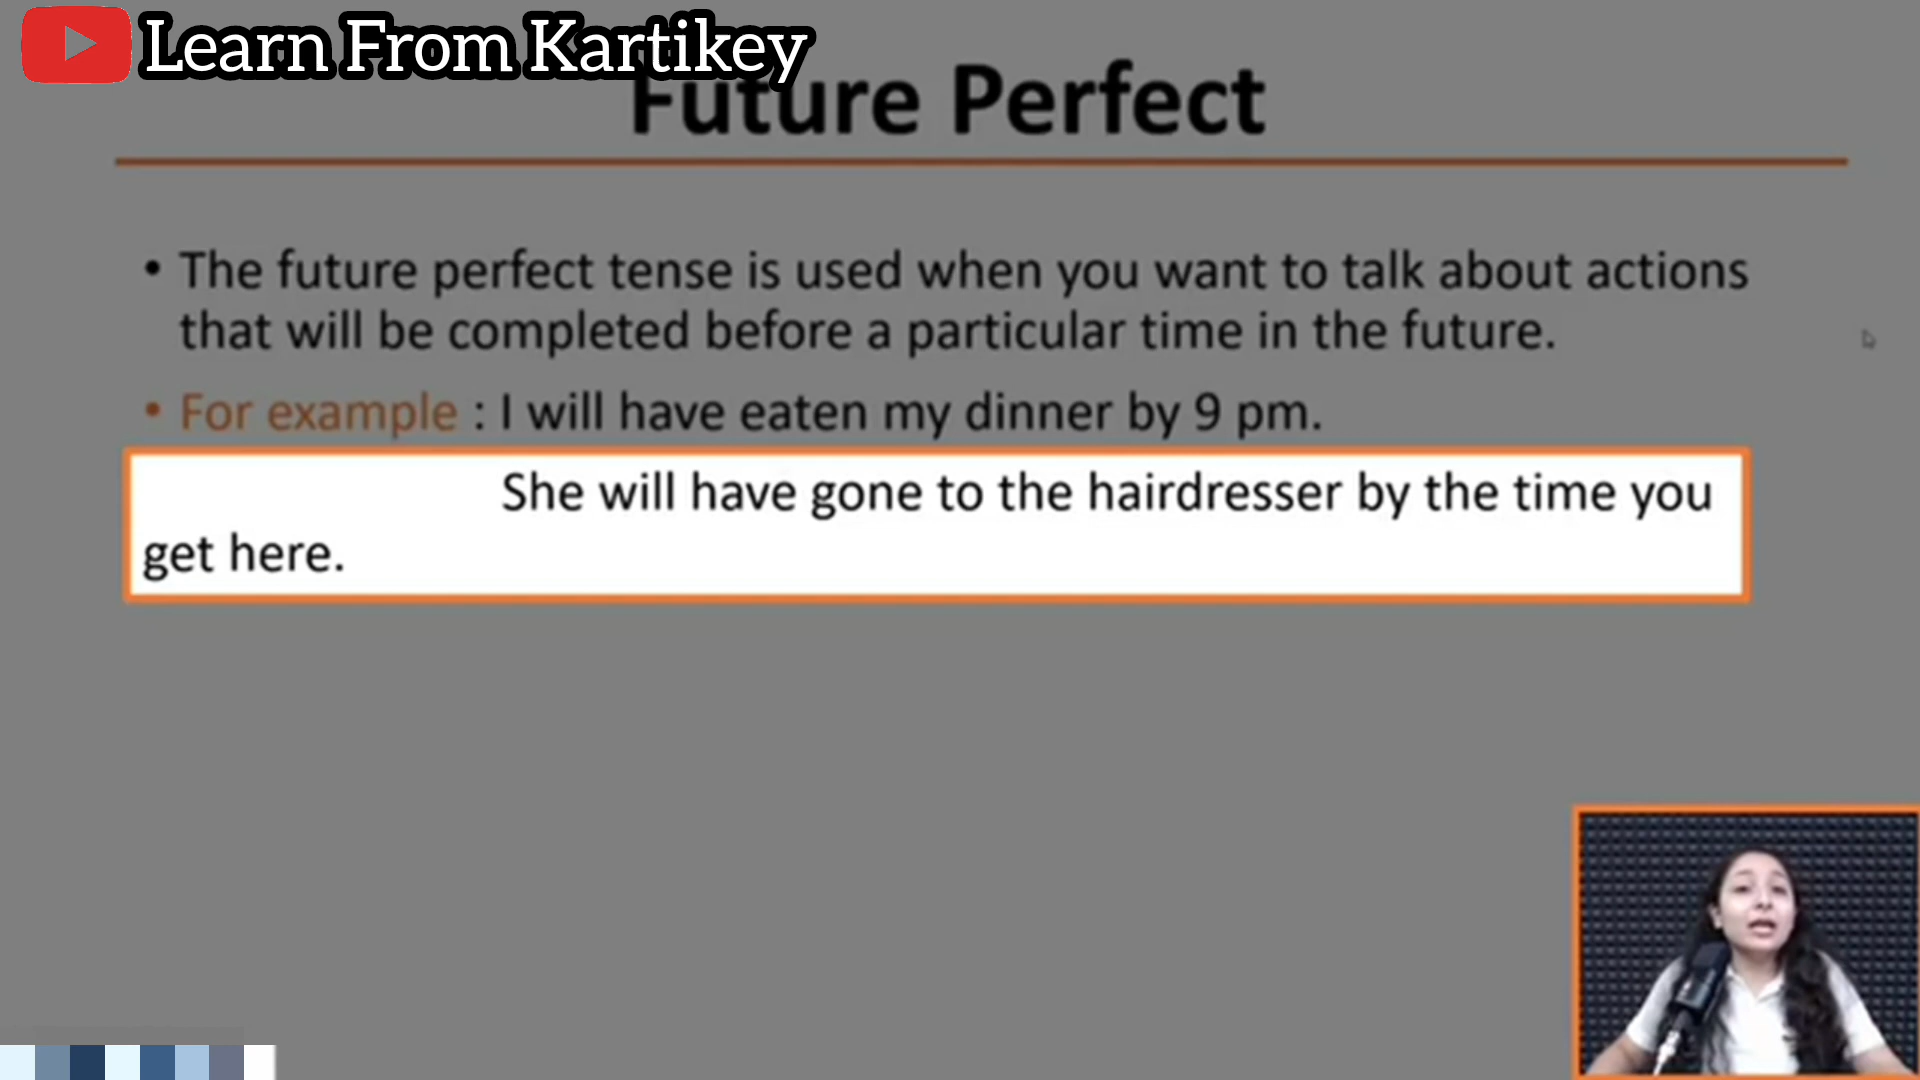 Learn From Kartikey
Future Perfect
• The future perfect tense is used when you want to talk about actions
that will be completed before a particular time in the future.
• For example : I will have eaten my dinner by 9 pm.
She will have gone to the hairdresser by the time you
get here.